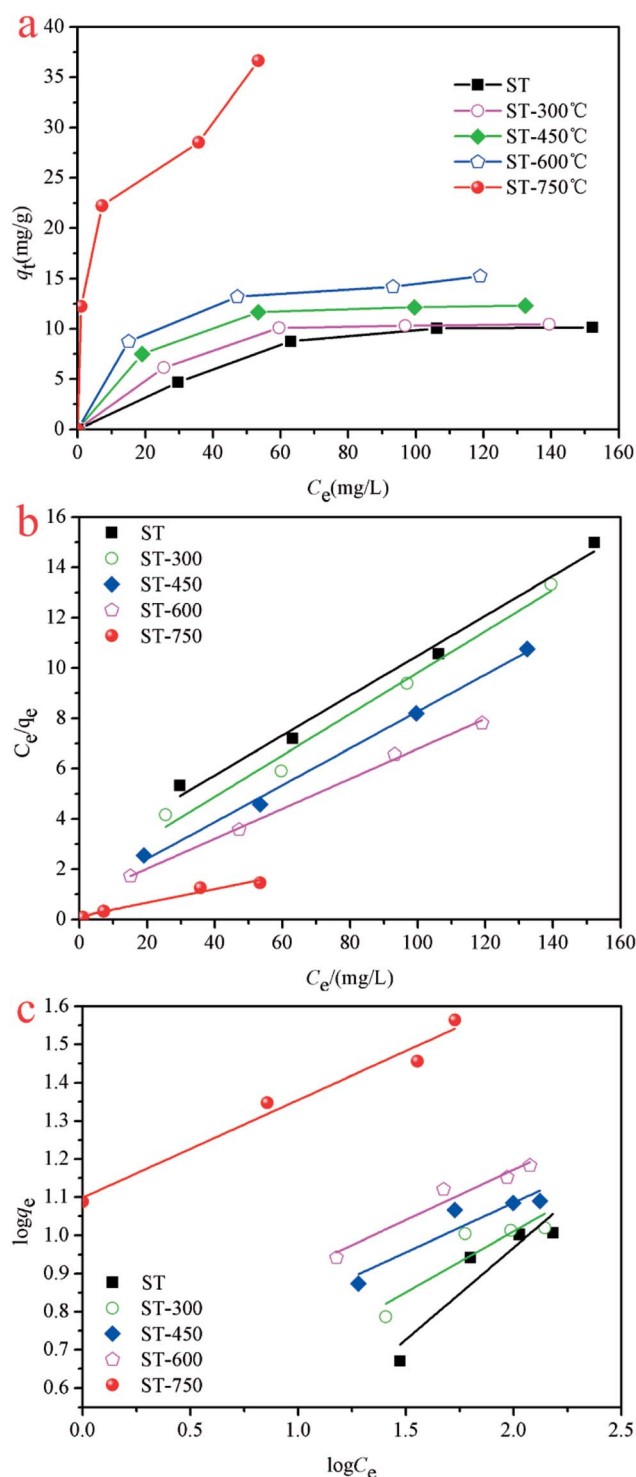 a
40
35
30
25
20
15
10
5
0
qt(mg/g)
ST
ST-300℃
ST-450℃
ST-600℃
ST-750℃
0 20 40 60 80 100 120 140 160
Ce(mg/L)
b
16
14
12
10
8
6
4
2
0
Ce/qe
ST
ST-300
ST-450
ST-600
ST-750
20 40 60 80 100 120 140 160
Ce/(mg/L)
c
1.6
1.5
1.4
1.3
1.2
1.1
1.0
0.9
0.8
0.7
0.6
logqe
ST
ST-300
ST-450
ST-600
ST-750
0.0 0.5 1.0 1.5 2.0 2.5
logCe